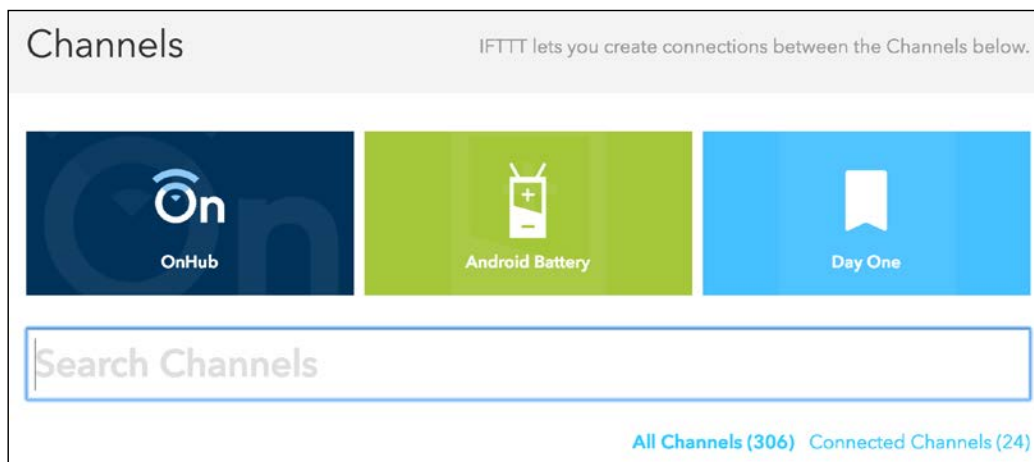 Channels
IFTTT lets you create connections between the Channels below.
On
OnHub
Android Battery
Day One
Search Channels
All Channels (306) Connected Channels (24)